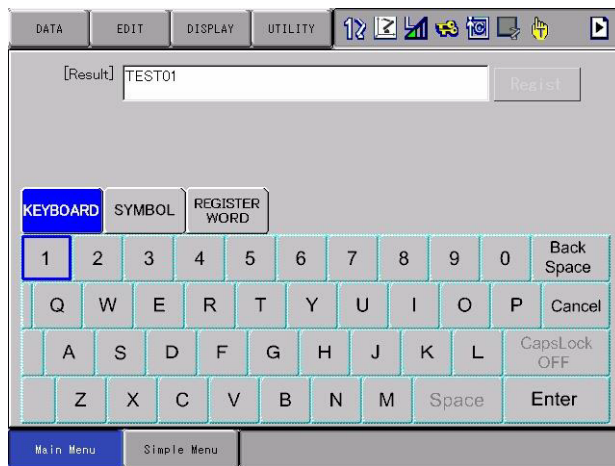 DATA EDIT DISPLAY UTILITY
[Result] TEST01 Regist
KEYBOARD SYMBOL REGISTER WORD
1 2 3 4 5 6 7 8 9 0 Back Space
Q W E R T Y U I O P Cancel
A S D F G H J K L CapsLock OFF
Z X C V B N M Space Enter
Main Menu Simple Menu